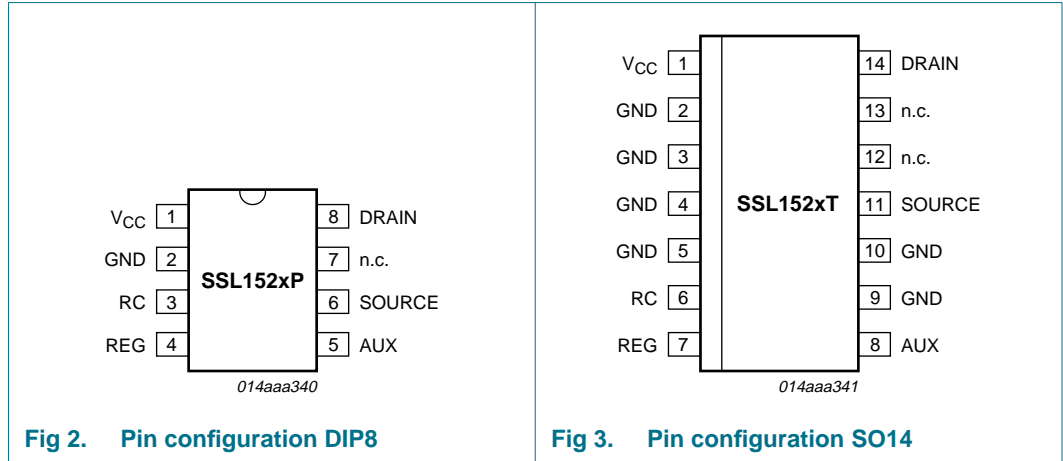 VCC 1 8 DRAIN
GND 2 7 n.c.
SSL152xP
RC 3 6 SOURCE
REG 4 5 AUX
014aaa340
Fig 2. Pin configuration DIP8
VCC 1 14 DRAIN
GND 2 13 n.c.
GND 3 12 n.c.
GND 4 SSL152xT 11 SOURCE
GND 5 10 GND
RC 6 9 GND
REG 7 8 AUX
014aaa341
Fig 3. Pin configuration SO14